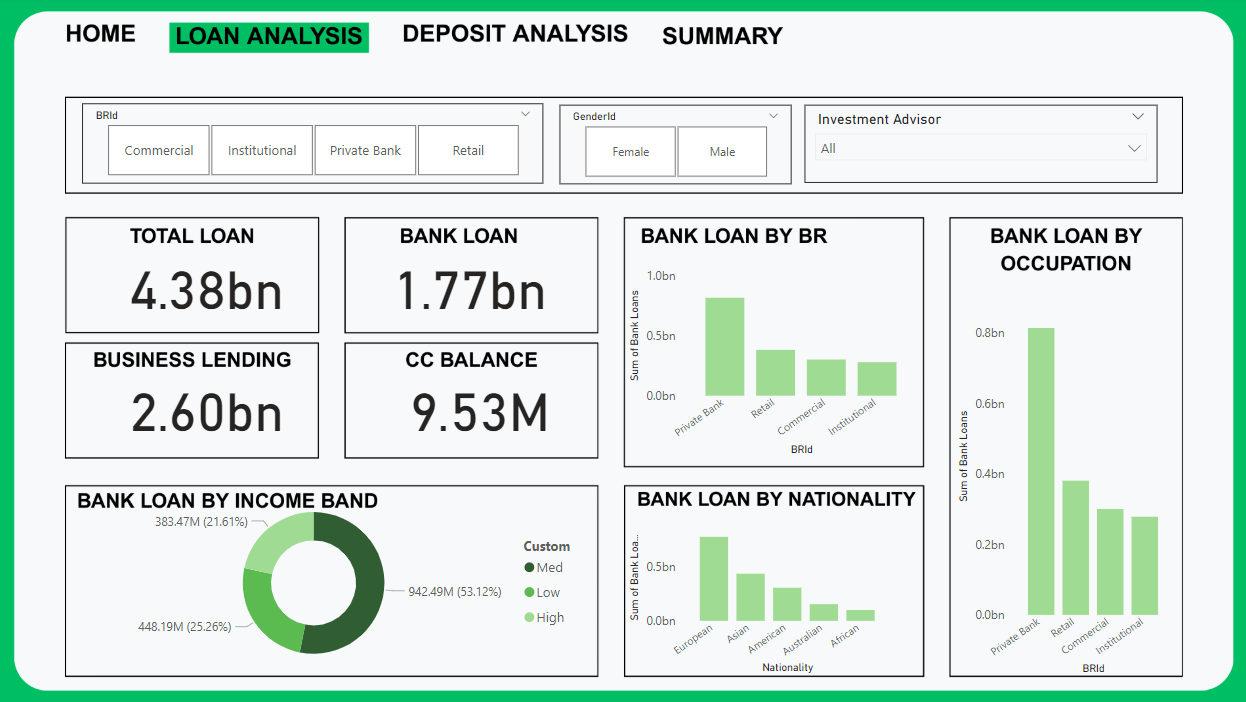 HOME
LOAN ANALYSIS
DEPOSIT ANALYSIS
SUMMARY
BRId
Commercial
Institutional
Private Bank
Retail
GenderId
Female
Male
Investment Advisor
All
TOTAL LOAN
4.38bn
BANK LOAN
1.77bn
BUSINESS LENDING
2.60bn
CC BALANCE
9.53M
BANK LOAN BY BR
Sum of Bank Loans
1.0bn
0.5bn
0.0bn
Private Bank
Retail
Commercial
Institutional
BRId
BANK LOAN BY
OCCUPATION
Sum of Bank Loans
0.8bn
0.6bn
0.4bn
0.2bn
0.0bn
Private Bank
Retail
Commercial
Institutional
BRId
BANK LOAN BY INCOME BAND
383.47M (21.61%)
942.49M (53.12%)
448.19M (25.26%)
Custom
Med
Low
High
BANK LOAN BY NATIONALITY
Sum of Bank Loa...
0.5bn
0.0bn
European
Asian
American
Australian
African
Nationality